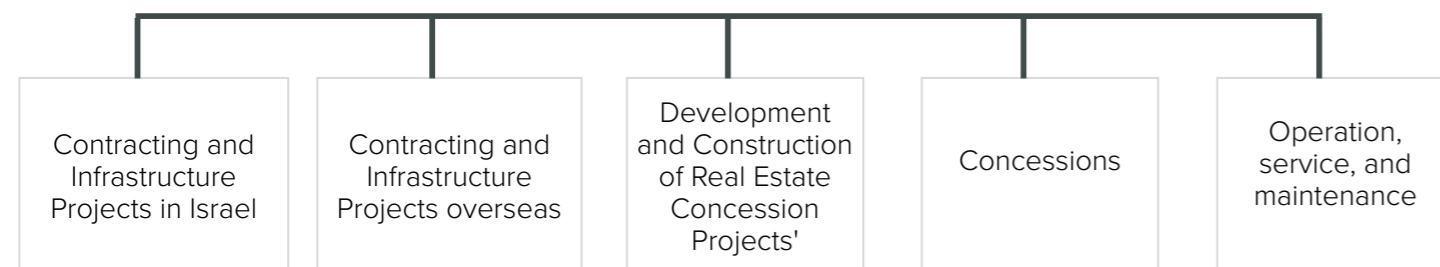 Contracting and
Infrastructure
Projects in Israel
Contracting and
Infrastructure
Projects overseas
Development
and Construction
of Real Estate
Concession
Projects'
Concessions
Operation,
service, and
maintenance